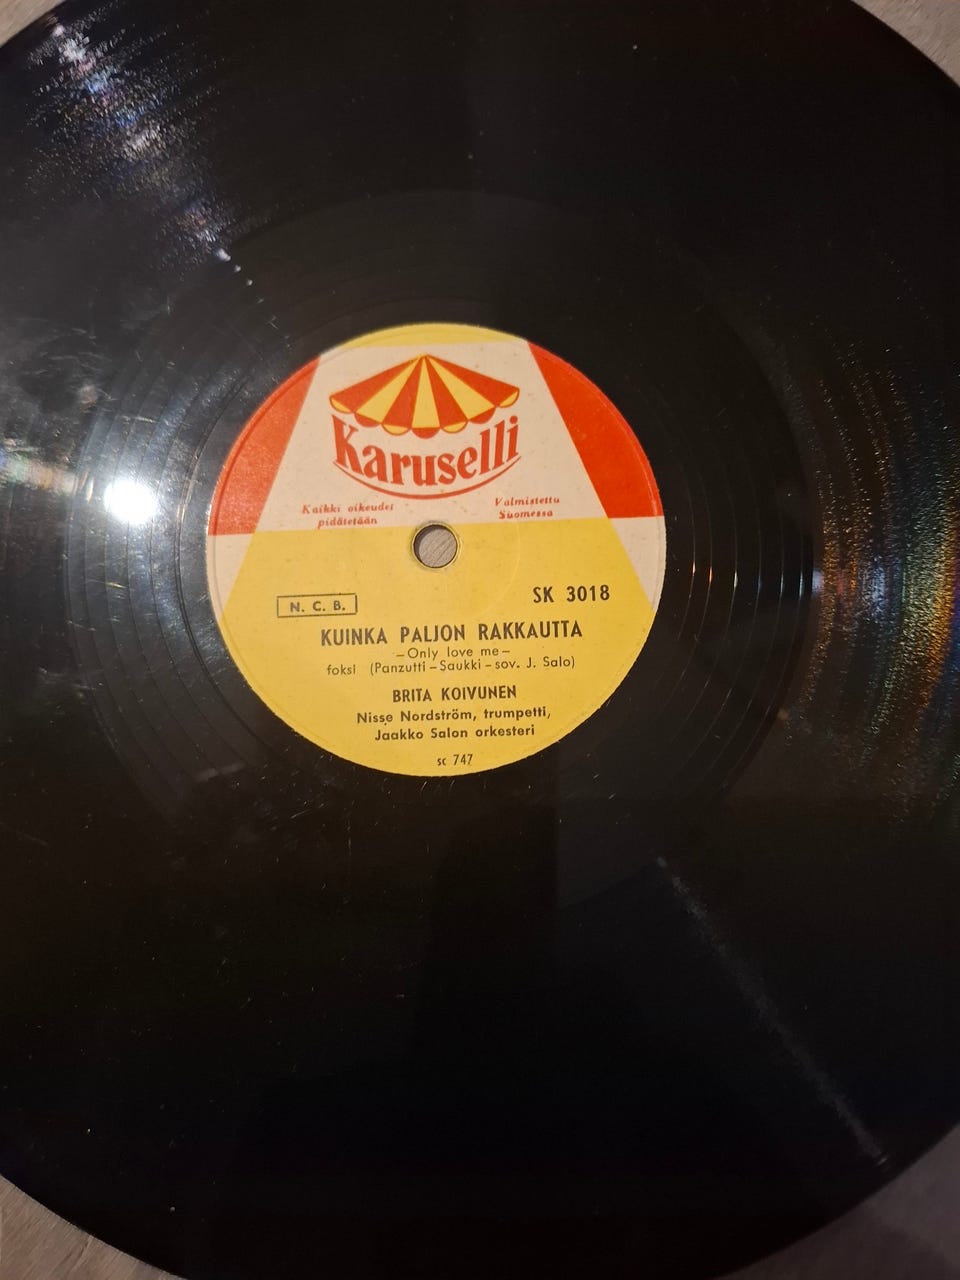 Karuselli
Kaikki oikeudet
pidätetään
Valmistettu
Suomessa
N. C. B.
SK 3018
KUINKA PALJON RAKKAUTTA
–Only love me–
foksi (Panzutti–Saukki–sov. J. Salo)
BRITA KOIVUNEN
Nisse Nordström, trumpetti,
Jaakko Salon orkesteri
sc 747